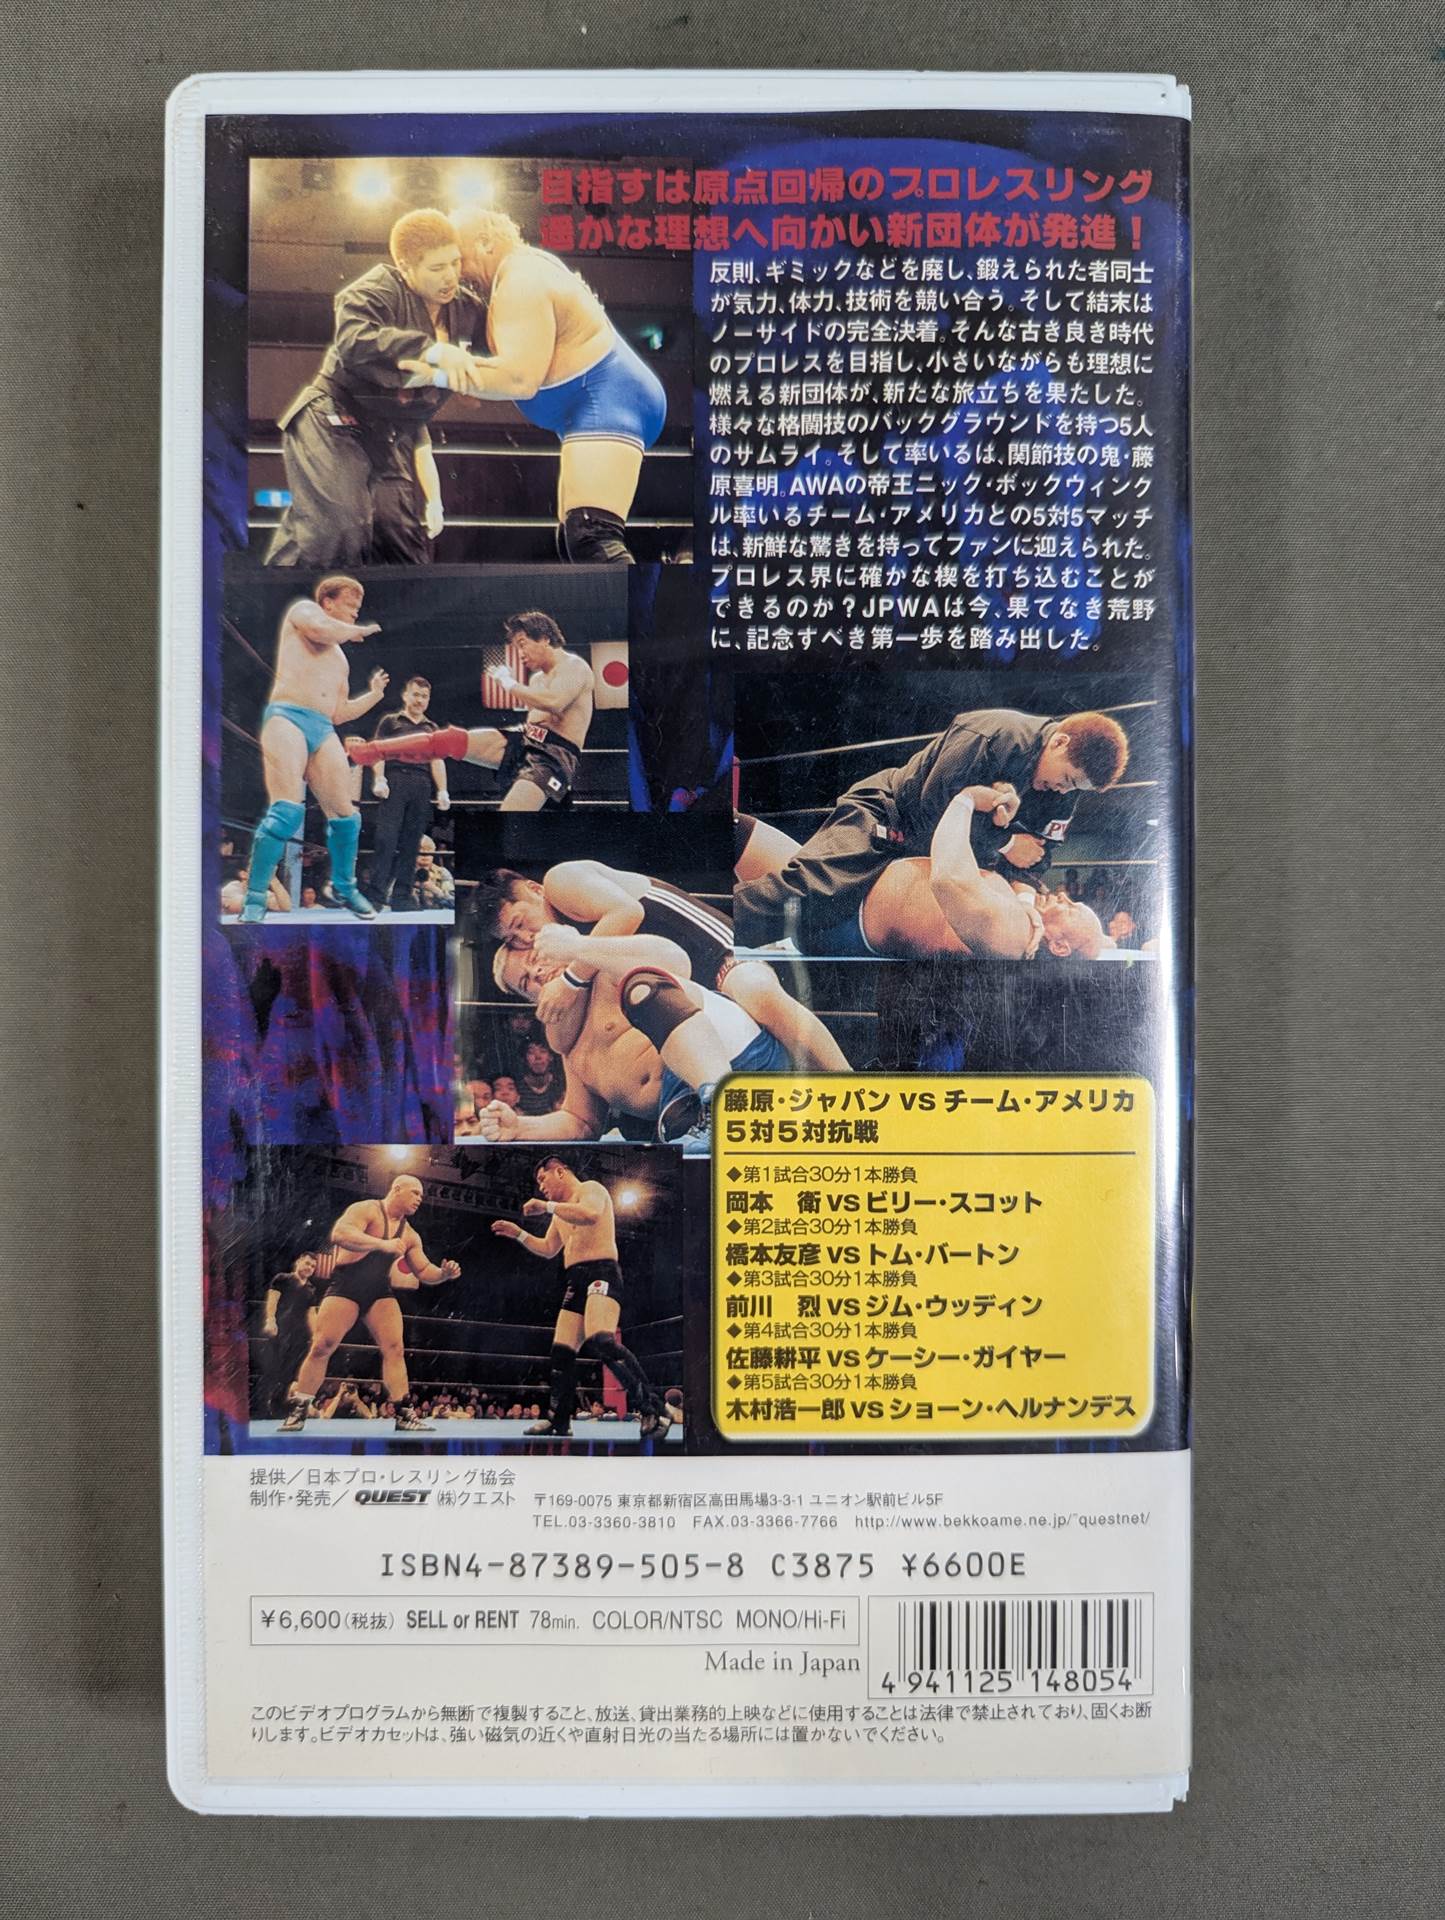 目指すは原点回帰のプロレスリング
遥かな理想へ向かい新団体が発進！
反則、ギミックなどを廃し、鍛えられた者同士
が気力、体力、技術を競い合う。そして結末は
ノーサイドの完全決着。そんな古き良き時代
のプロレスを目指し、小さいながらも理想に
燃える新団体が、新たな旅立ちを果たした。
様々な格闘技のバックグラウンドを持つ5人
のサムライ。そして率いるは、関節技の鬼・藤
原喜明。AWAの帝王ニック・ボックウィンク
ル率いるチーム・アメリカとの5対5マッチ
は、新鮮な驚きを持ってファンに迎えられた。
プロレス界に確かな楔を打ち込むことが
できるのか？JPWAは今、果てなき荒野
に、記念すべき第一歩を踏み出した。
藤原・ジャパン VS チーム・アメリカ
５対５対抗戦
◆第1試合30分1本勝負
岡本　衛 VS ビリー・スコット
◆第2試合30分1本勝負
橋本友彦 VS トム・バートン
◆第3試合30分1本勝負
前川　烈 VS ジム・ウッディン
◆第4試合30分1本勝負
佐藤耕平 VS ケーシー・ガイヤー
◆第5試合30分1本勝負
木村浩一郎 VS ショーン・ヘルナンデス
提供／日本プロ・レスリング協会
制作・発売／QUEST ㈱クエスト 〒169-0075 東京都新宿区高田馬場3-3-1 ユニオン駅前ビル5F
TEL.03-3360-3810 FAX.03-3366-7766 http://www.bekkoame.ne.jp/~questnet/
ISBN4-87389-505-8 C3875 ¥6600E
¥6,600(税抜) SELL or RENT 78min. COLOR/NTSC MONO/Hi-Fi
Made in Japan
4 941125 148054
このビデオプログラムから無断で複製すること、放送、貸出業務的上映などに使用することは法律で禁止されており、固くお断
りします。ビデオカセットは、強い磁気の近くや直射日光の当たる場所には置かないでください。